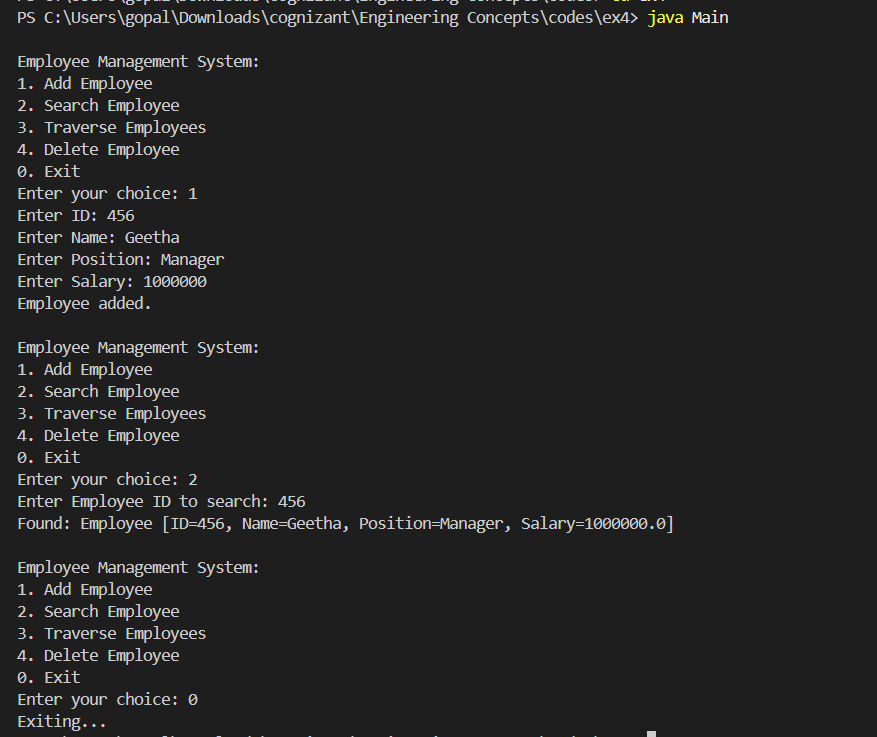 PS C:\Users\gopal\Downloads\cognizant\Engineering Concepts\codes\ex4> java Main

Employee Management System:
1. Add Employee
2. Search Employee
3. Traverse Employees
4. Delete Employee
0. Exit
Enter your choice: 1
Enter ID: 456
Enter Name: Geetha
Enter Position: Manager
Enter Salary: 1000000
Employee added.

Employee Management System:
1. Add Employee
2. Search Employee
3. Traverse Employees
4. Delete Employee
0. Exit
Enter your choice: 2
Enter Employee ID to search: 456
Found: Employee [ID=456, Name=Geetha, Position=Manager, Salary=1000000.0]

Employee Management System:
1. Add Employee
2. Search Employee
3. Traverse Employees
4. Delete Employee
0. Exit
Enter your choice: 0
Exiting...